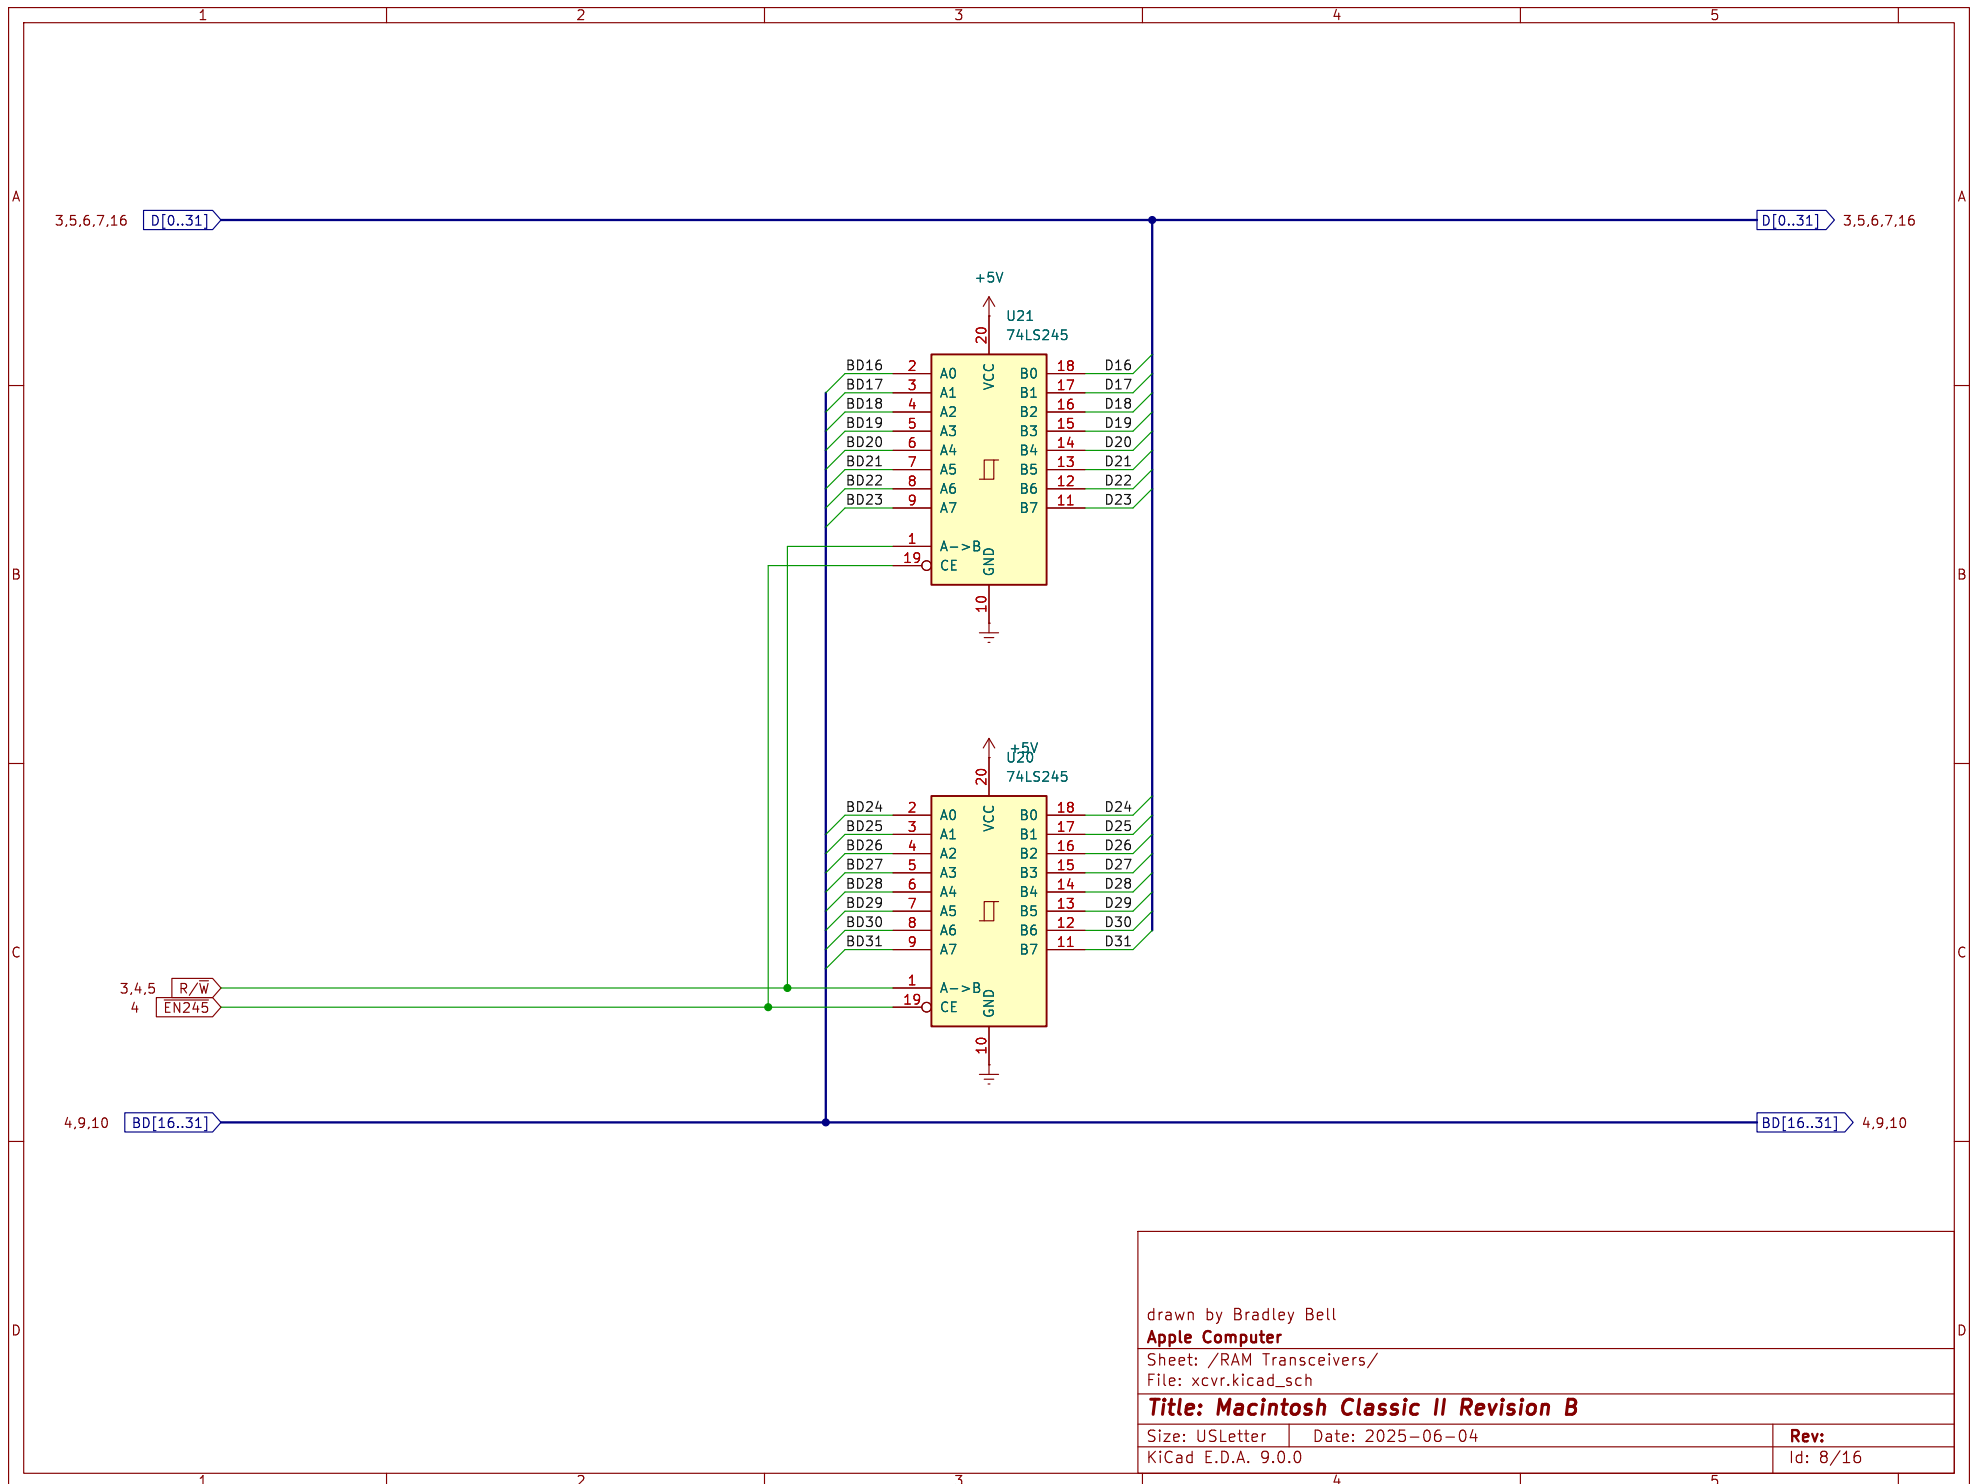 1 2 3 4 5
A A
3,5,6,7,16 D[0..31] D[0..31] 3,5,6,7,16
+5V
U21
20 74LS245
VCC
BD16 2 A0 B0 18 D16
BD17 3 A1 B1 17 D17
BD18 4 A2 B2 16 D18
BD19 5 A3 B3 15 D19
BD20 6 A4 B4 14 D20
BD21 7 A5 B5 13 D21
BD22 8 A6 B6 12 D22
BD23 9 A7 B7 11 D23
1 A->B
19 CE GND
B B
10
+5V
U20
20 74LS245
VCC
BD24 2 A0 B0 18 D24
BD25 3 A1 B1 17 D25
BD26 4 A2 B2 16 D26
BD27 5 A3 B3 15 D27
BD28 6 A4 B4 14 D28
BD29 7 A5 B5 13 D29
BD30 8 A6 B6 12 D30
BD31 9 A7 B7 11 D31
C C
3,4,5 R/W̅ 1 A->B
4 E̅N̅2̅4̅5̅ 19 CE GND
10
4,9,10 BD[16..31] BD[16..31] 4,9,10
D D
drawn by Bradley Bell
Apple Computer
Sheet: /RAM Transceivers/
File: xcvr.kicad_sch
Title: Macintosh Classic II Revision B
Size: USLetter Date: 2025-06-04 Rev:
KiCad E.D.A. 9.0.0 Id: 8/16
1 2 3 4 5